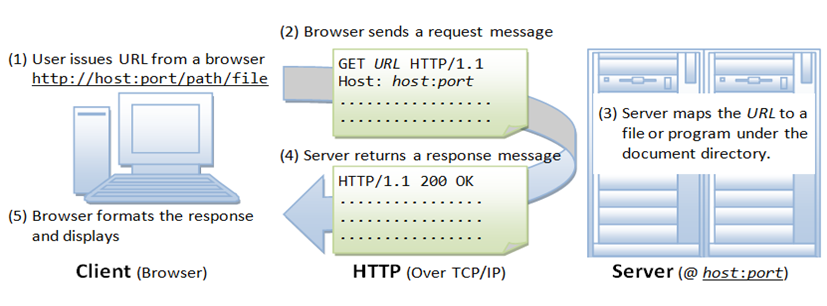 (1) User issues URL from a browser
http://host:port/path/file
(2) Browser sends a request message
GET URL HTTP/1.1
Host: host:port
.................
.................
(3) Server maps the URL to a
file or program under the
document directory.
(4) Server returns a response message
HTTP/1.1 200 OK
................
................
................
(5) Browser formats the response
and displays
Client (Browser)
HTTP (Over TCP/IP)
Server (@ host:port)